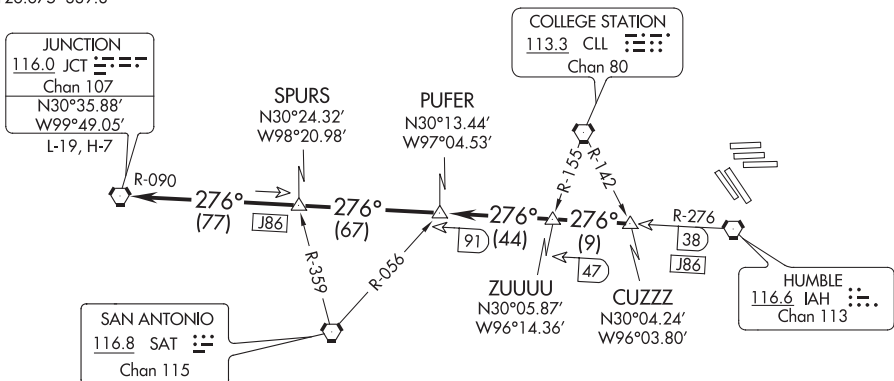 COLLEGE STATION
113.3 CLL
Chan 80
JUNCTION
116.0 JCT
Chan 107
N30°35.88′
W99°49.05′
L-19, H-7
SPURS
N30°24.32′
W98°20.98′
PUFER
N30°13.44′
W97°04.53′
R-155
R-142
R-090
276°
(77)
J86
276°
(67)
276°
(44)
91
276°
(9)
47
R-276
38
J86
R-359
R-056
ZUUUU
N30°05.87′
W96°14.36′
CUZZZ
N30°04.24′
W96°03.80′
HUMBLE
116.6 IAH
Chan 113
SAN ANTONIO
116.8 SAT
Chan 115